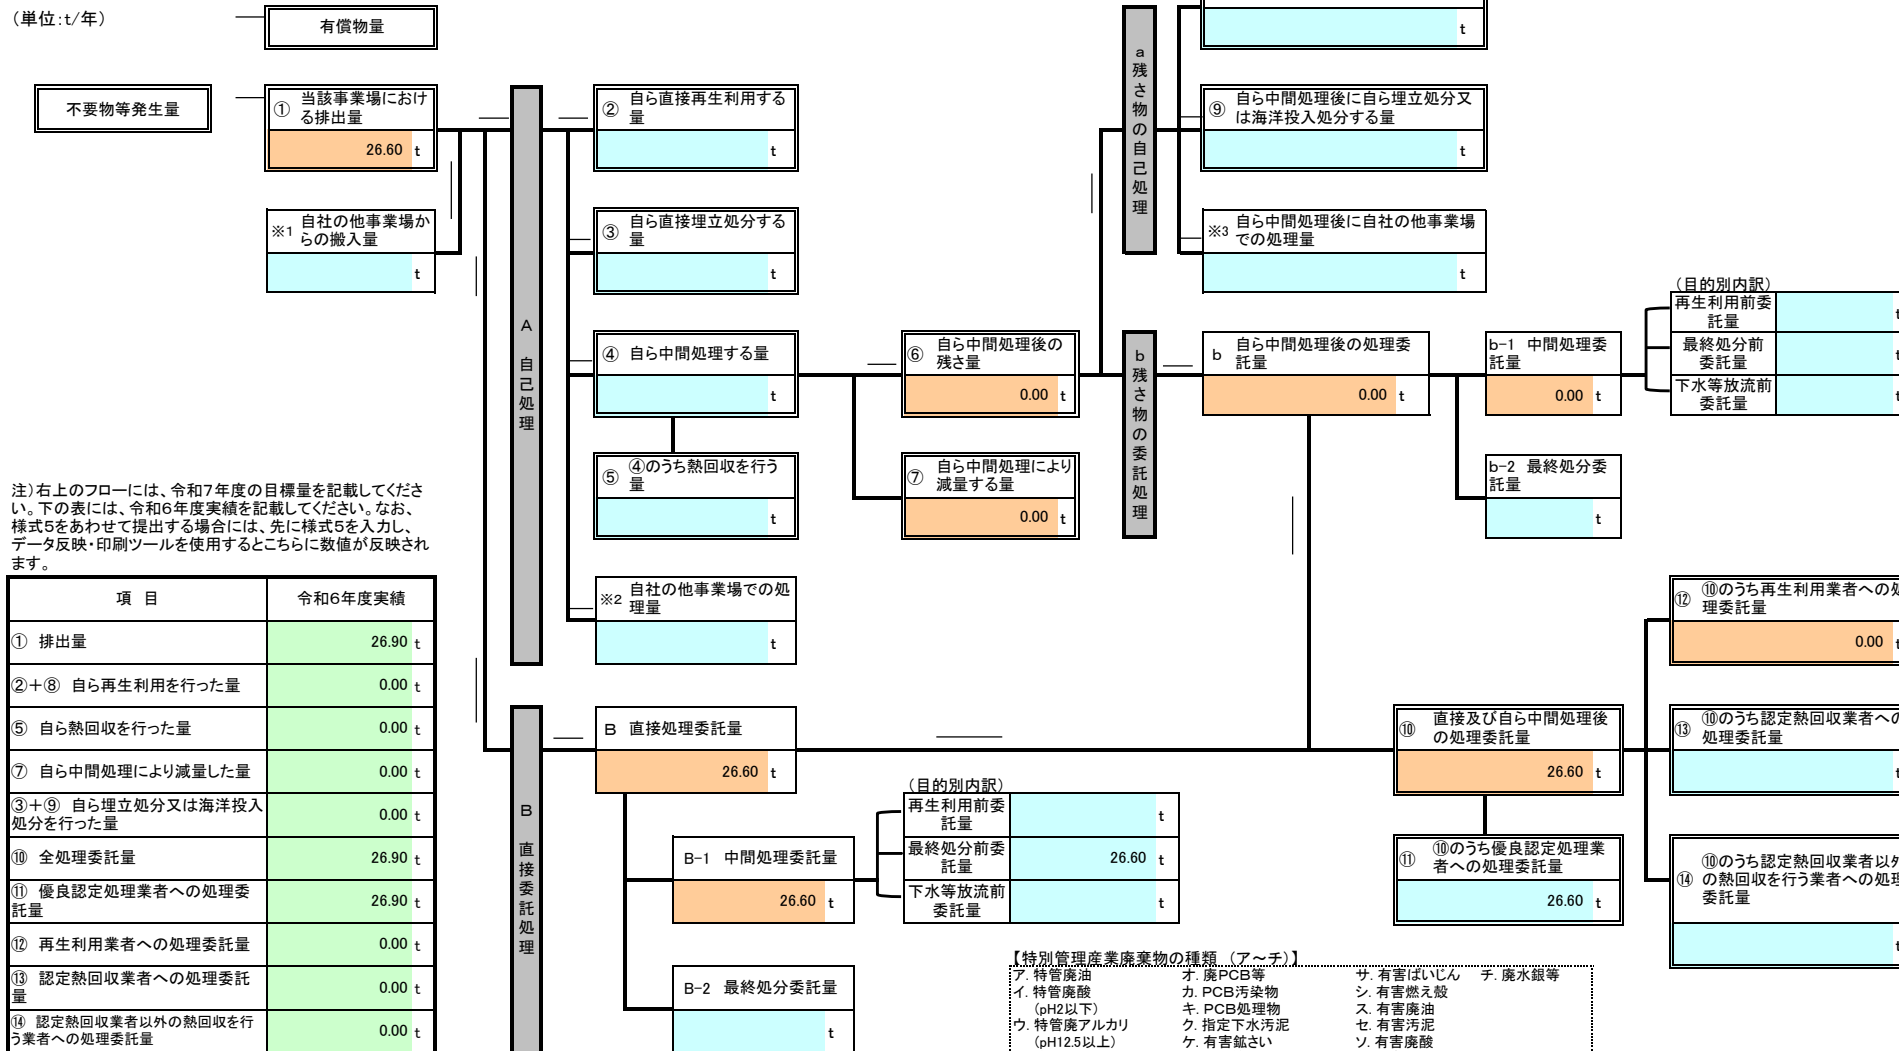 (単位:t/年)
有償物量
t
不要物等発生量
① 当該事業場におけ
る排出量
26.60 t
※1 自社の他事業場か
らの搬入量
t
A 自己処理
② 自ら直接再生利用する
量
t
③ 自ら直接埋立処分する
量
t
④ 自ら中間処理する量
t
⑤ ④のうち熱回収を行う
量
t
※2 自社の他事業場での処
理量
t
⑥ 自ら中間処理後の
残さ量
0.00 t
⑦ 自ら中間処理により
減量する量
0.00 t
a残さ物の自己処理
⑨ 自ら中間処理後に自ら埋立処分又
は海洋投入処分する量
t
※3 自ら中間処理後に自社の他事業場
での処理量
t
b残さ物の委託処理
b 自ら中間処理後の処理委
託量
0.00 t
b-1 中間処理委
託量
0.00 t
b-2 最終処分委
託量
t
(目的別内訳)
再生利用前委
託量
t
最終処分前
委託量
t
下水等放流前
委託量
t
注)右上のフローには、令和7年度の目標量を記載してくださ
い。下の表には、令和6年度実績を記載してください。なお、
様式5をあわせて提出する場合には、先に様式5を入力し、
データ反映・印刷ツールを使用するとこちらに数値が反映され
ます。
項 目 令和6年度実績
① 排出量 26.90 t
②+⑧ 自ら再生利用を行った量 0.00 t
⑤ 自ら熱回収を行った量 0.00 t
⑦ 自ら中間処理により減量した量 0.00 t
③+⑨ 自ら埋立処分又は海洋投入
処分を行った量 0.00 t
⑩ 全処理委託量 26.90 t
⑪ 優良認定処理業者への処理委
託量 26.90 t
⑫ 再生利用業者への処理委託量 0.00 t
⑬ 認定熱回収業者への処理委託
量 0.00 t
⑭ 認定熱回収業者以外の熱回収を行
う業者への処理委託量 0.00 t
B 直接委託処理
B 直接処理委託量
26.60 t
B-1 中間処理委託量
26.60 t
B-2 最終処分委託量
t
(目的別内訳)
再生利用前委
託量
t
最終処分前委
託量
26.60 t
下水等放流前
委託量
t
⑩ 直接及び自ら中間処理後
の処理委託量
26.60 t
⑪ ⑩のうち優良認定処理業
者への処理委託量
26.60 t
⑫ ⑩のうち再生利用業者への処
理委託量
0.00 t
⑬ ⑩のうち認定熱回収業者への
処理委託量
t
⑭ ⑩のうち認定熱回収業者以外
の熱回収を行う業者への処理
委託量
t
【特別管理産業廃棄物の種類 (ア~チ)】
ア. 特管廃油 オ. 廃PCB等 サ. 有害ばいじん チ. 廃水銀等
イ. 特管廃酸 カ. PCB汚染物 シ. 有害燃え殻
(pH2以下) キ. PCB処理物 ス. 有害廃油
ウ. 特管廃アルカリ ク. 指定下水汚泥 セ. 有害汚泥
(pH12.5以上) ケ. 有害鉱さい ソ. 有害廃酸